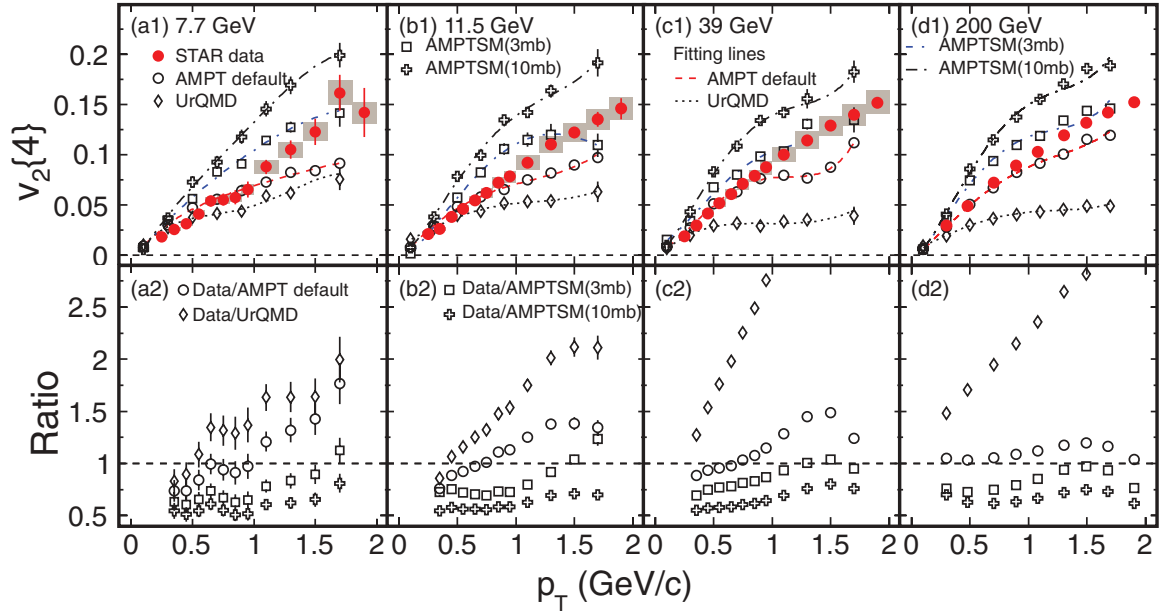 (a1) 7.7 GeV
STAR data
AMPT default
UrQMD
(b1) 11.5 GeV
AMPTSM(3mb)
AMPTSM(10mb)
(c1) 39 GeV
Fitting lines
AMPT default
UrQMD
(d1) 200 GeV
AMPTSM(3mb)
AMPTSM(10mb)
v₂{4}
0.2
0.15
0.1
0.05
0
(a2)
Data/AMPT default
Data/UrQMD
(b2)
Data/AMPTSM(3mb)
Data/AMPTSM(10mb)
(c2)
(d2)
Ratio
2.5
2
1.5
1
0.5
0 0.5 1 1.5 2
0.5 1 1.5 2
0.5 1 1.5 2
0.5 1 1.5 2
p_T (GeV/c)